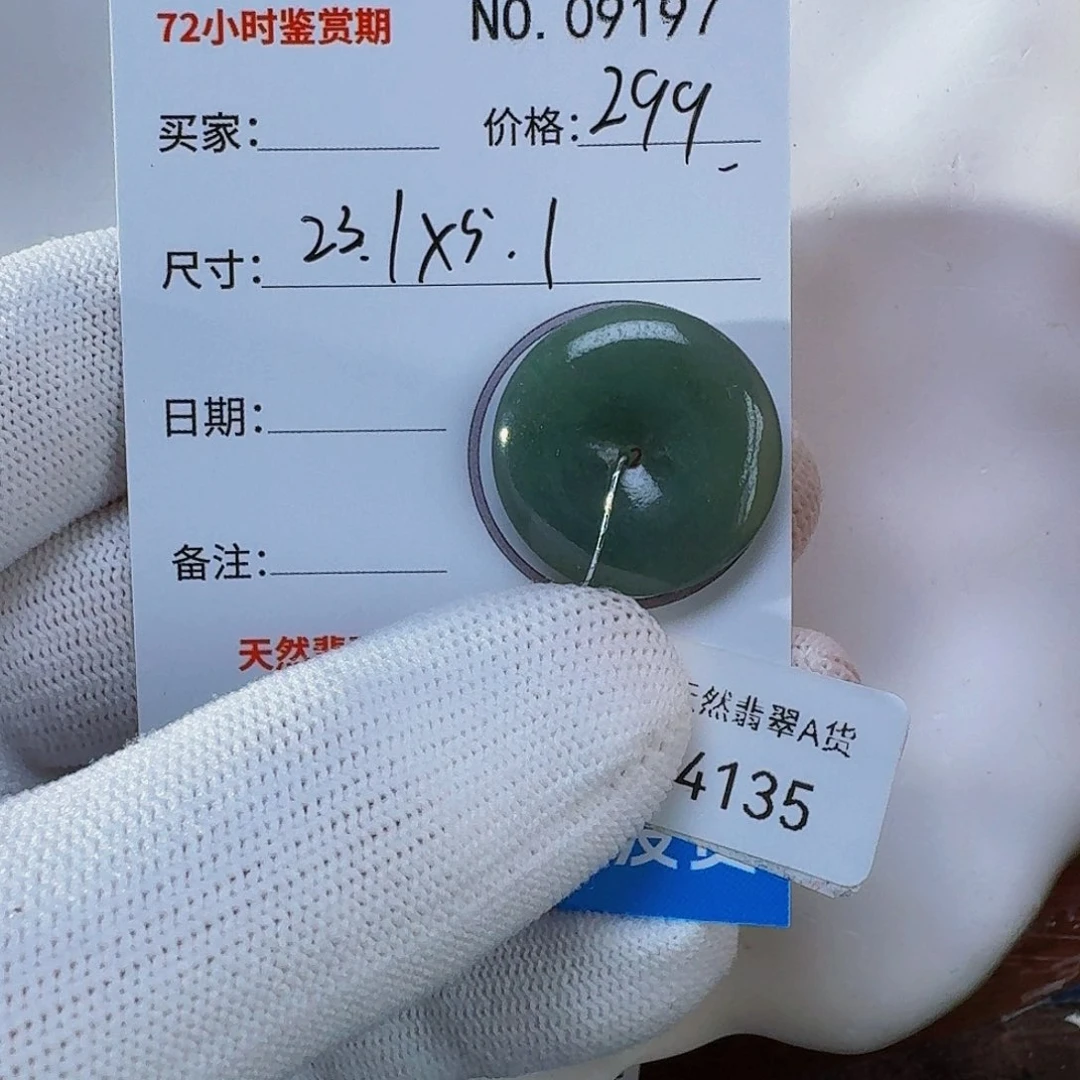 72小时鉴赏期 NO. 09197
买家: 价格: 299
尺寸: 23.1X5.1
日期:
备注:
天然翡
天然翡翠A货
4135